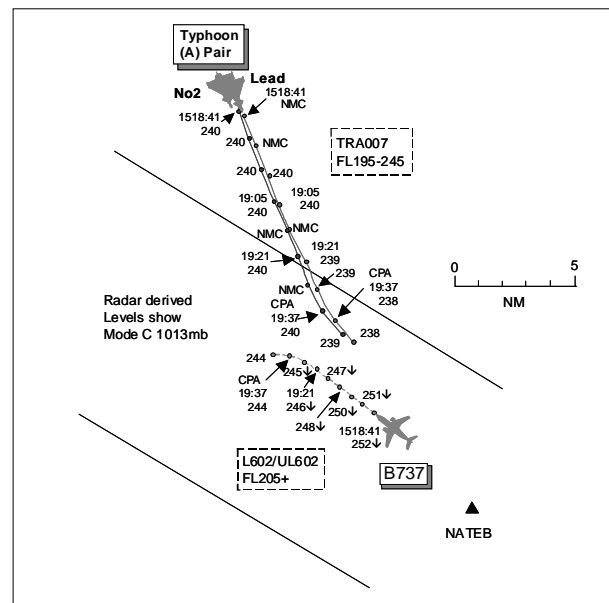 Typhoon
(A) Pair
Lead
No2
1518:41
NMC
1518:41
240
240
NMC
TRA007
FL195-245
240
240
19:05
240
19:05
240
NMC
NMC
19:21
239
19:21
240
239
CPA
19:37
238
NMC
CPA
19:37
240
239
238
0
5
NM
Radar derived
Levels show
Mode C 1013mb
244
245↓
247↓
CPA
19:37
244
19:21
246↓
251↓
250↓
248↓
1518:41
252↓
B737
L602/UL602
FL205+
NATEB